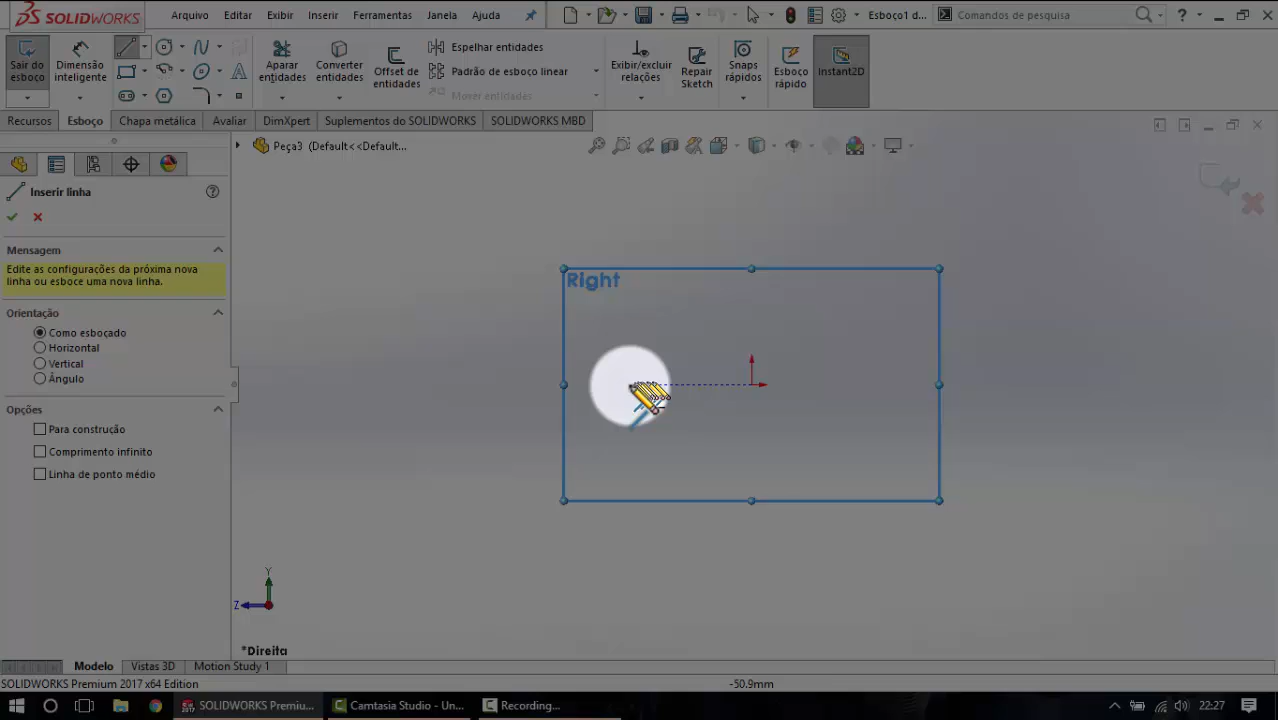 SOLIDWORKS
Arquivo Editar Exibir Inserir Ferramentas Janela Ajuda
Esboço1 d...
Comandos de pesquisa
Sair do esboço
Dimensão inteligente
Aparar entidades
Converter entidades
Offset de entidades
Espelhar entidades
Padrão de esboço linear
Mover entidades
Exibir/excluir relações
Repair Sketch
Snaps rápidos
Esboço rápido
Instant2D
Recursos Esboço Chapa metálica Avaliar DimXpert Suplementos do SOLIDWORKS SOLIDWORKS MBD
Peça3 (Default<<Default...
Inserir linha
Mensagem
Edite as configurações da próxima nova
linha ou esboce uma nova linha.
Orientação
Como esboçado
Horizontal
Vertical
Ângulo
Opções
Para construção
Comprimento infinito
Linha de ponto médio
Right
Y
Z
*Direita
Modelo Vistas 3D Motion Study 1
SOLIDWORKS Premium 2017 x64 Edition
-50.9mm
SOLIDWORKS Premiu...
Camtasia Studio - Un...
Recording...
22:27